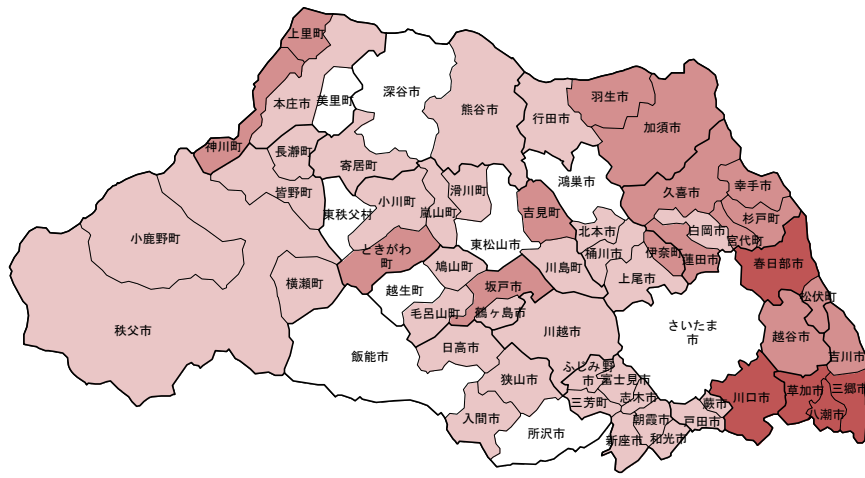 上里町
本庄市
美里町
深谷市
熊谷市
行田市
羽生市
加須市
神川町
長瀞町
寄居町
皆野町
小鹿野町
秩父市
横瀬町
東秩父村
小川町
嵐山町
滑川町
東松山市
吉見町
鴻巣市
北本市
桶川市
久喜市
幸手市
杉戸町
白岡市
宮代町
伊奈町
蓮田市
春日部市
上尾市
川島町
ときがわ
町
鳩山町
越生町
坂戸市
毛呂山町
鶴ヶ島市
川越市
さいたま
市
松伏町
越谷市
吉川市
飯能市
日高市
狭山市
ふじみ野
市
富士見市
三芳町
志木市
入間市
所沢市
新座市
朝霞市
和光市
戸田市
蕨市
川口市
草加市
八潮市
三郷市